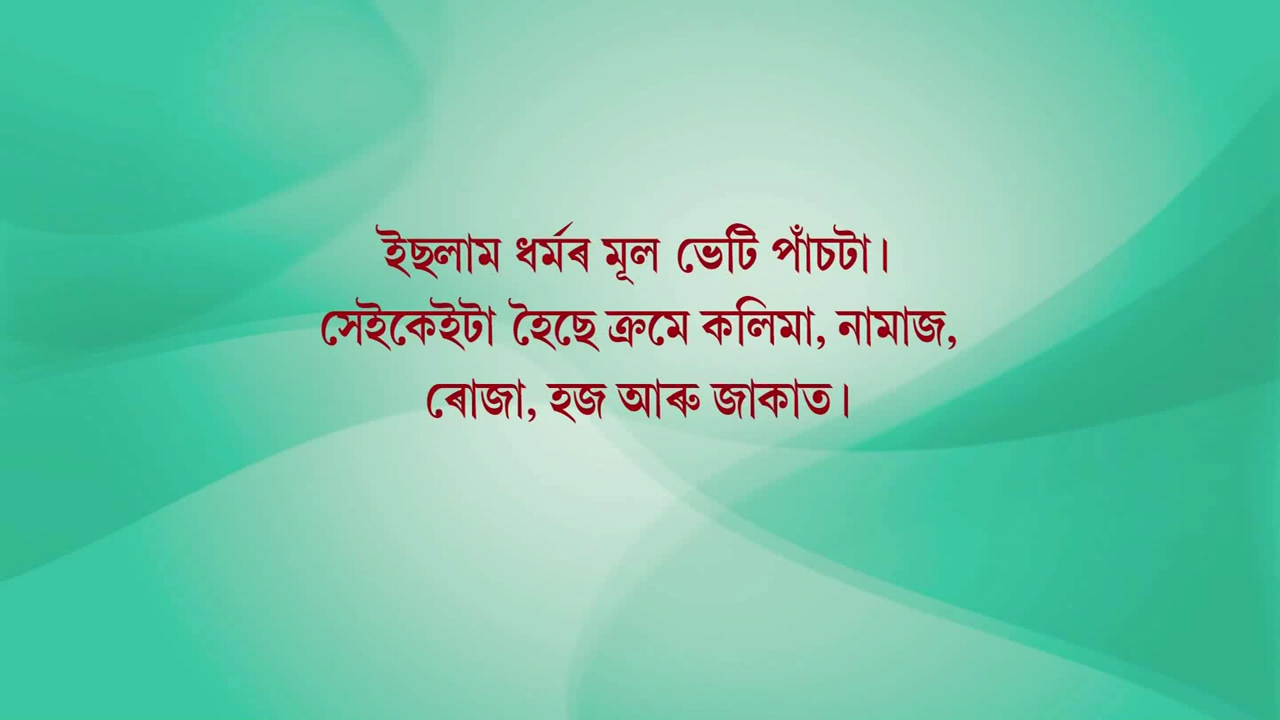 ইছলাম ধৰ্মৰ মূল ভেটি পাঁচটা।
সেইকেইটা হৈছে ক্ৰমে কলিমা, নামাজ,
ৰোজা, হজ আৰু জাকাত।